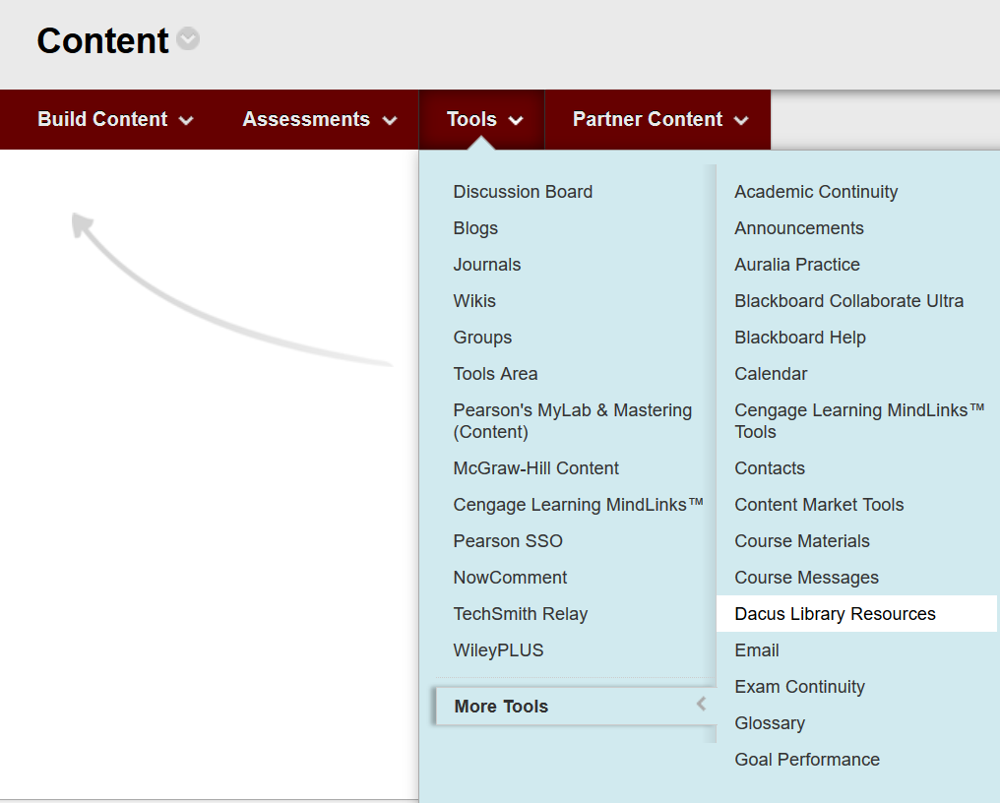 Content
Build Content
Assessments
Tools
Partner Content
Discussion Board
Blogs
Journals
Wikis
Groups
Tools Area
Pearson's MyLab & Mastering
(Content)
McGraw-Hill Content
Cengage Learning MindLinks™
Pearson SSO
NowComment
TechSmith Relay
WileyPLUS
More Tools
Academic Continuity
Announcements
Auralia Practice
Blackboard Collaborate Ultra
Blackboard Help
Calendar
Cengage Learning MindLinks™
Tools
Contacts
Content Market Tools
Course Materials
Course Messages
Dacus Library Resources
Email
Exam Continuity
Glossary
Goal Performance